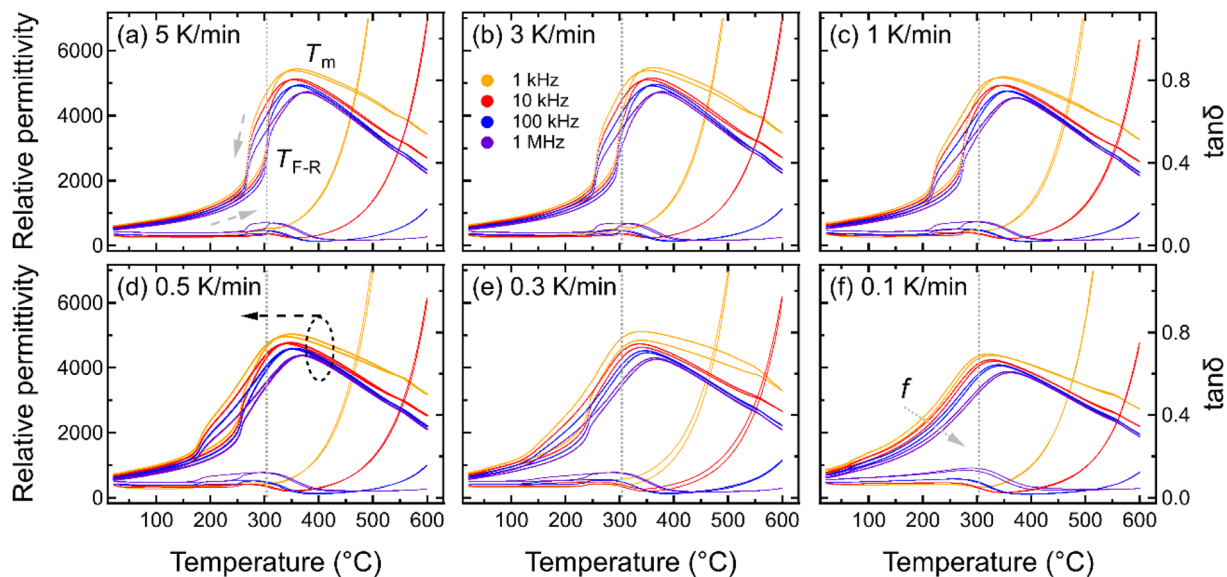 (a) 5 K/min
(b) 3 K/min
(c) 1 K/min
Tm
TF-R
1 kHz
10 kHz
100 kHz
1 MHz
Relative permittivity
6000
4000
2000
0
tanδ
0.8
0.4
0.0
(d) 0.5 K/min
(e) 0.3 K/min
(f) 0.1 K/min
f
Relative permittivity
6000
4000
2000
0
tanδ
0.8
0.4
0.0
100 200 300 400 500 600
100 200 300 400 500 600
100 200 300 400 500 600
Temperature (°C)
Temperature (°C)
Temperature (°C)